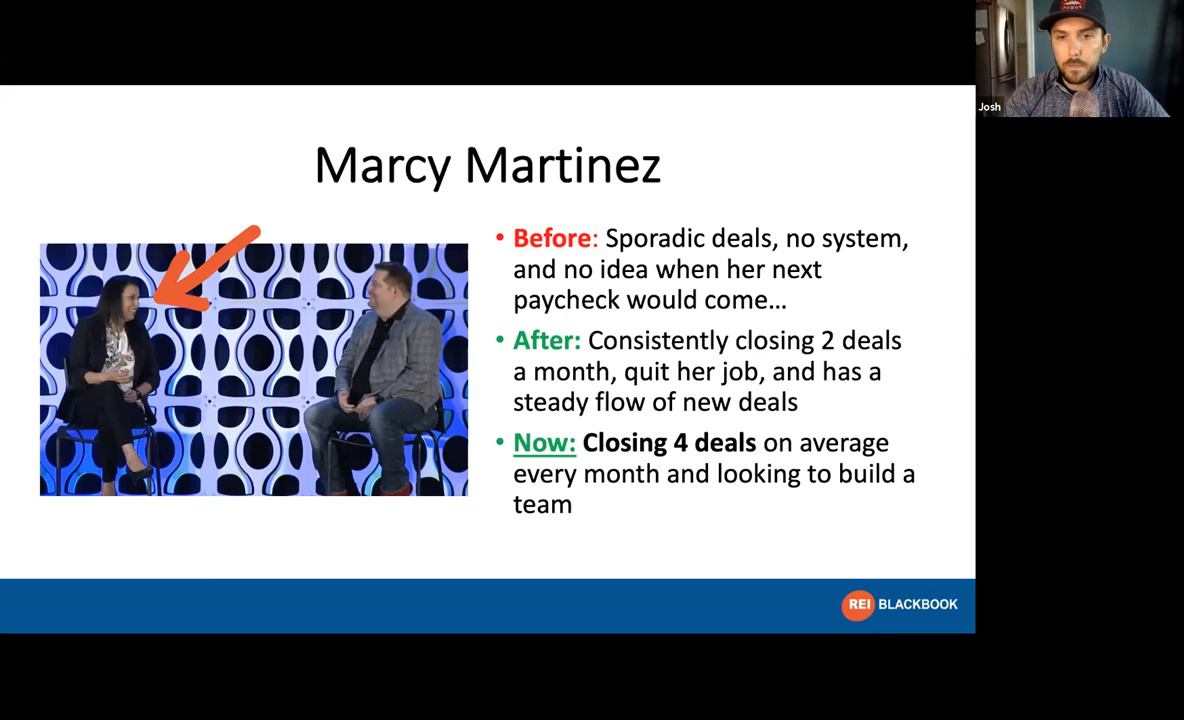 Josh
Marcy Martinez
• Before: Sporadic deals, no system,
and no idea when her next
paycheck would come...
• After: Consistently closing 2 deals
a month, quit her job, and has a
steady flow of new deals
• Now: Closing 4 deals on average
every month and looking to build a
team
REI BLACKBOOK